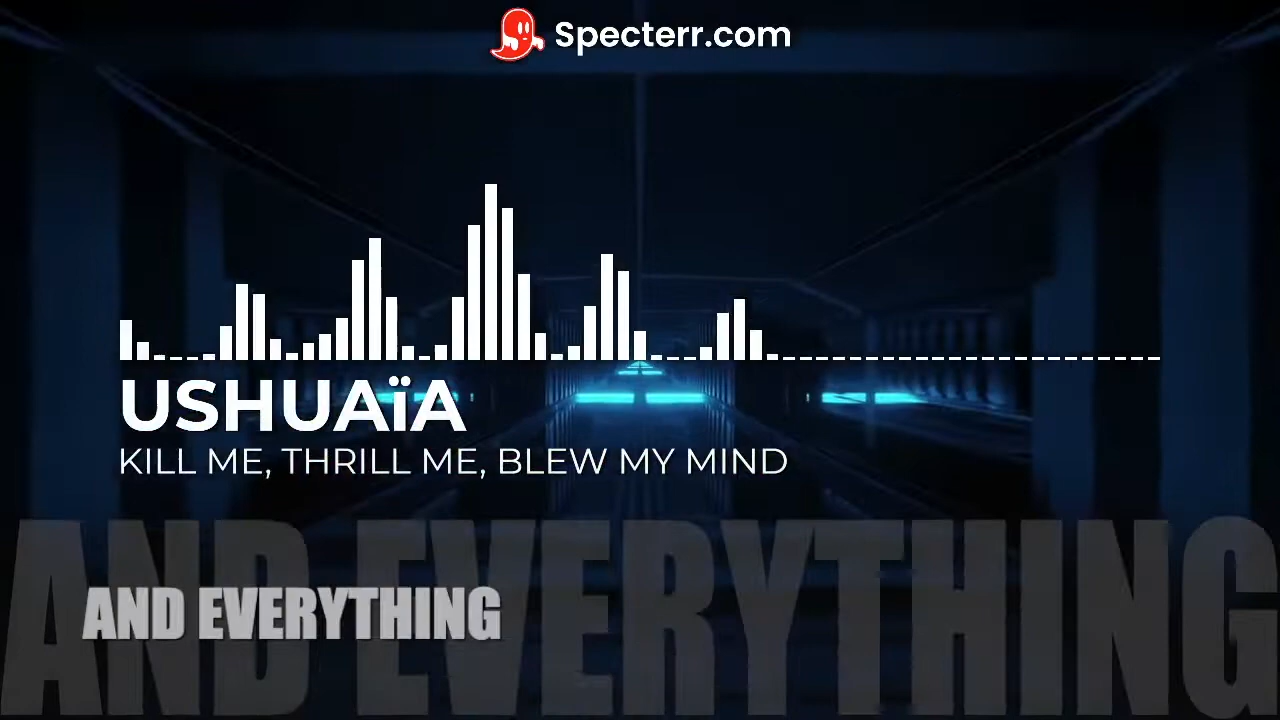 Specterr.com
USHUAïA
KILL ME, THRILL ME, BLEW MY MIND
AND EVERYTHING
AND EVERYTHING